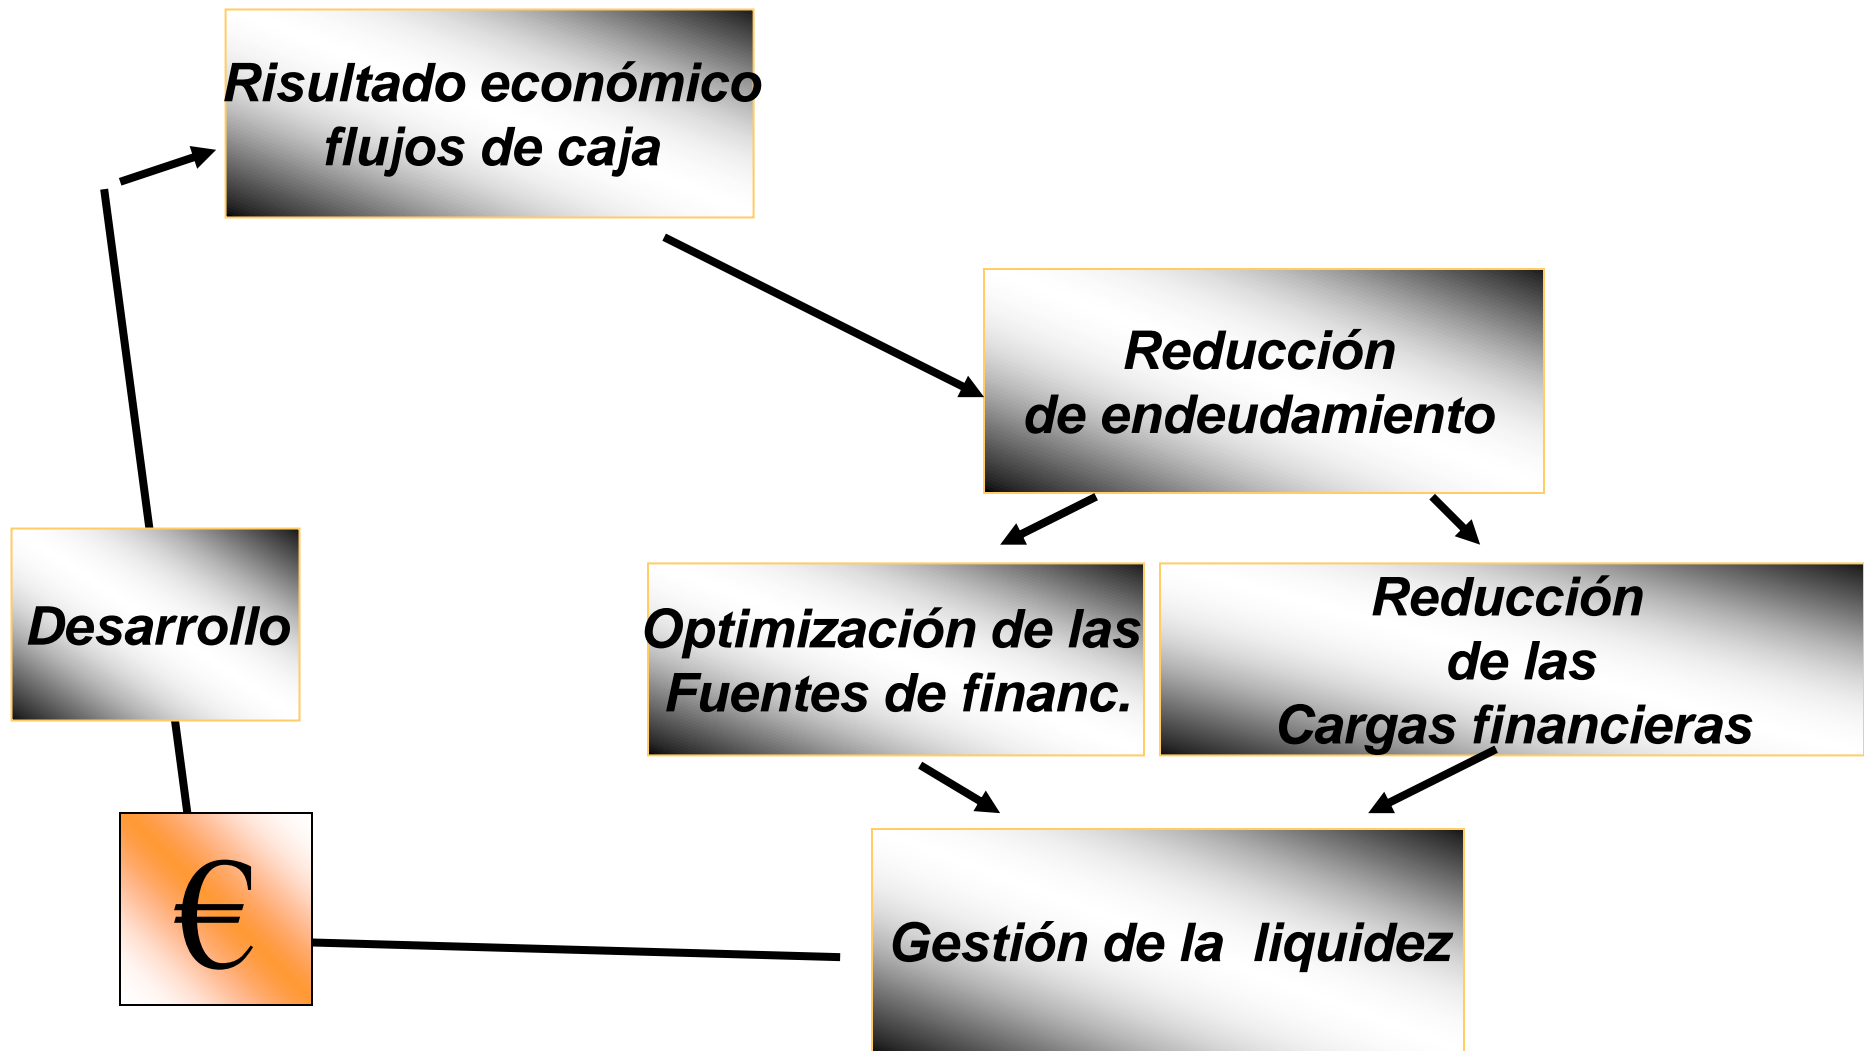 Risultado económico
flujos de caja
Reducción
de endeudamiento
Desarrollo
Optimización de las
Fuentes de financ.
Reducción
de las
Cargas financieras
€
Gestión de la  liquidez